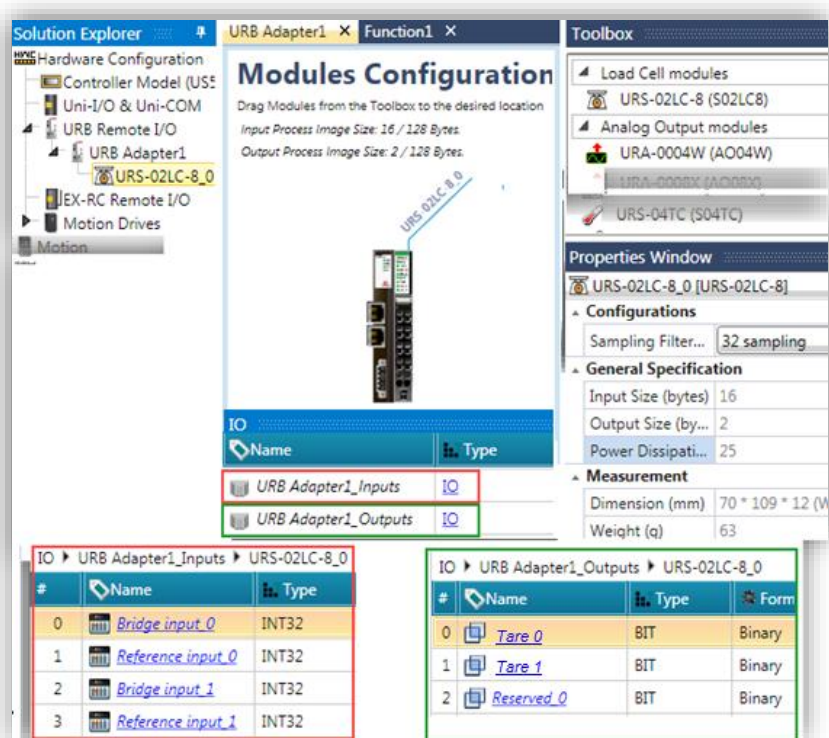 Solution Explorer
Hardware Configuration
Controller Model (US5
Uni-I/O & Uni-COM
URB Remote I/O
URB Adapter1
URS-02LC-8_0
EX-RC Remote I/O
Motion Drives
Motion
URB Adapter1 X Function1 X
Modules Configuration
Drag Modules from the Toolbox to the desired location
Input Process Image Size: 16 / 128 Bytes.
Output Process Image Size: 2 / 128 Bytes.
URS-02LC-8_0
IO
Name Type
URB Adapter1_Inputs IO
URB Adapter1_Outputs IO
Toolbox
Load Cell modules
URS-02LC-8 (S02LC8)
Analog Output modules
URA-0004W (AO04W)
URA-0008X (AO08X)
URS-04TC (S04TC)
Properties Window
URS-02LC-8_0 [URS-02LC-8]
Configurations
Sampling Filter... 32 sampling
General Specification
Input Size (bytes) 16
Output Size (by... 2
Power Dissipati... 25
Measurement
Dimension (mm) 70 * 109 * 12 (W
Weight (g) 63
IO URB Adapter1_Inputs URS-02LC-8_0
# Name Type
0 Bridge input_0 INT32
1 Reference input_0 INT32
2 Bridge input_1 INT32
3 Reference input_1 INT32
IO URB Adapter1_Outputs URS-02LC-8_0
# Name Type Form
0 Tare 0 BIT Binary
1 Tare 1 BIT Binary
2 Reserved_0 BIT Binary